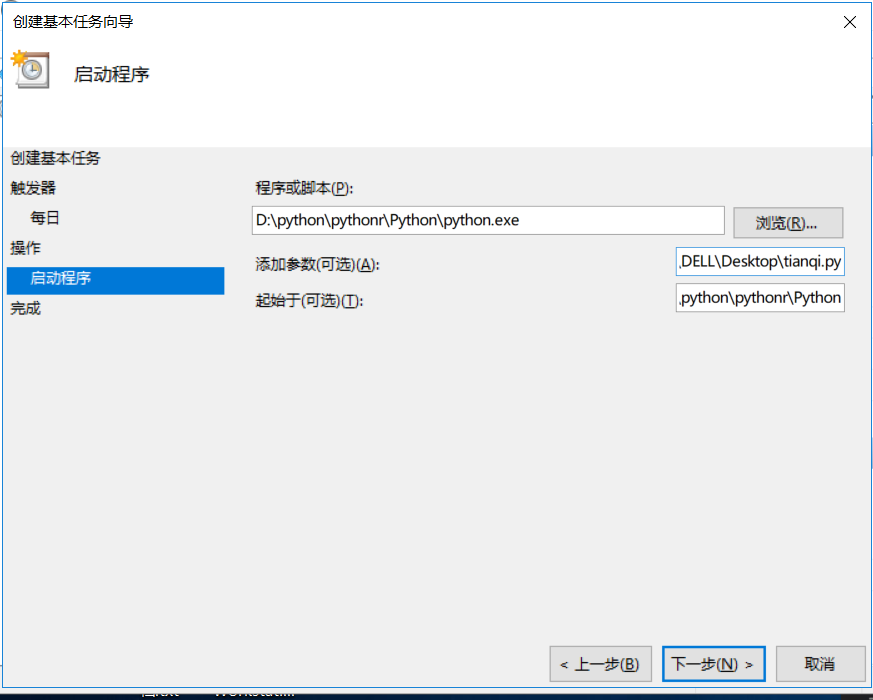 创建基本任务向导
启动程序
创建基本任务
触发器
每日
操作
启动程序
完成
程序或脚本(P):
D:\python\pythonr\Python\python.exe
浏览(R)...
添加参数(可选)(A):
DELL\Desktop\tianqi.py
起始于(可选)(T):
python\pythonr\Python
< 上一步(B)
下一步(N) >
取消